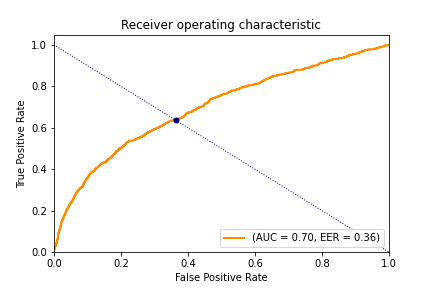 Receiver operating characteristic
True Positive Rate
1.0
0.8
0.6
0.4
0.2
0.0
(AUC = 0.70, EER = 0.36)
0.0 0.2 0.4 0.6 0.8 1.0
False Positive Rate